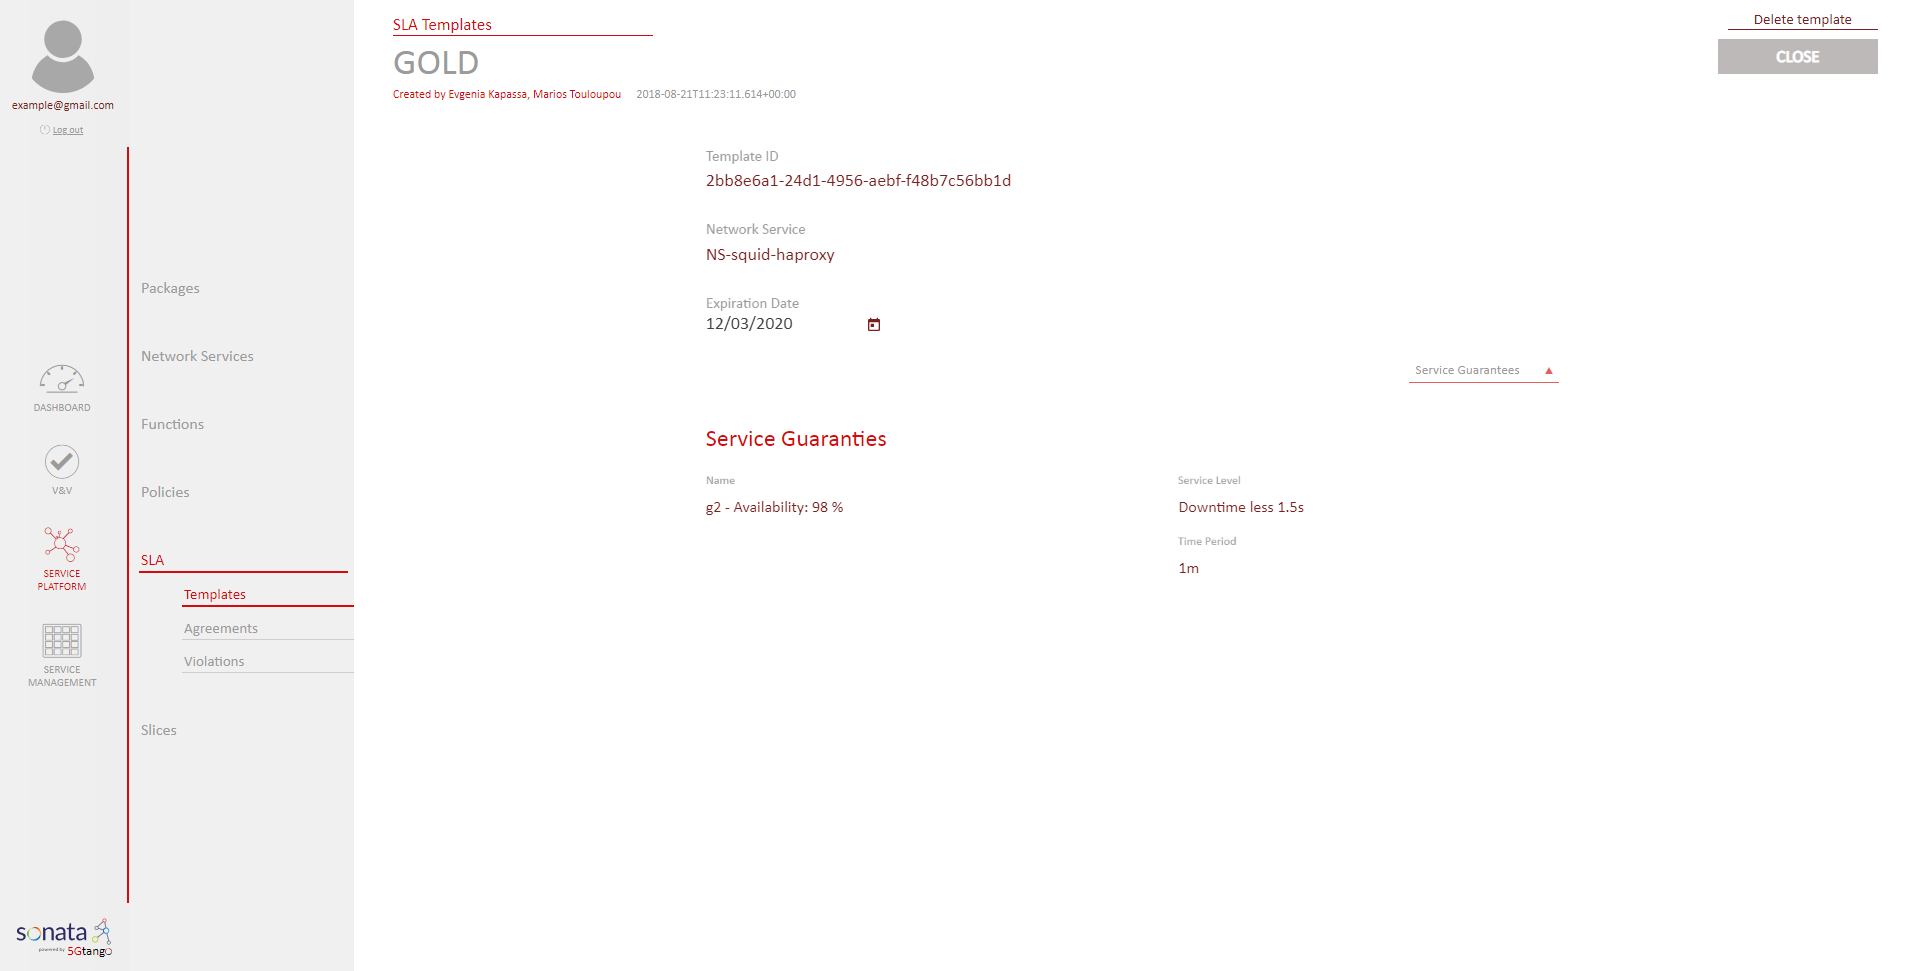 example@gmail.com
Log out
DASHBOARD
V&V
SERVICE
PLATFORM
SERVICE
MANAGEMENT
sonata
powered by 5Gtango
Packages
Network Services
Functions
Policies
SLA
Templates
Agreements
Violations
Slices
SLA Templates
GOLD
Created by Evgenia Kapassa, Marios Touloupou 2018-08-21T11:23:11.614+00:00
Delete template
CLOSE
Template ID
2bb8e6a1-24d1-4956-aebf-f48b7c56bb1d
Network Service
NS-squid-haproxy
Expiration Date
12/03/2020
Service Guarantees
Service Guaranties
Name
g2 - Availability: 98 %
Service Level
Downtime less 1.5s
Time Period
1m